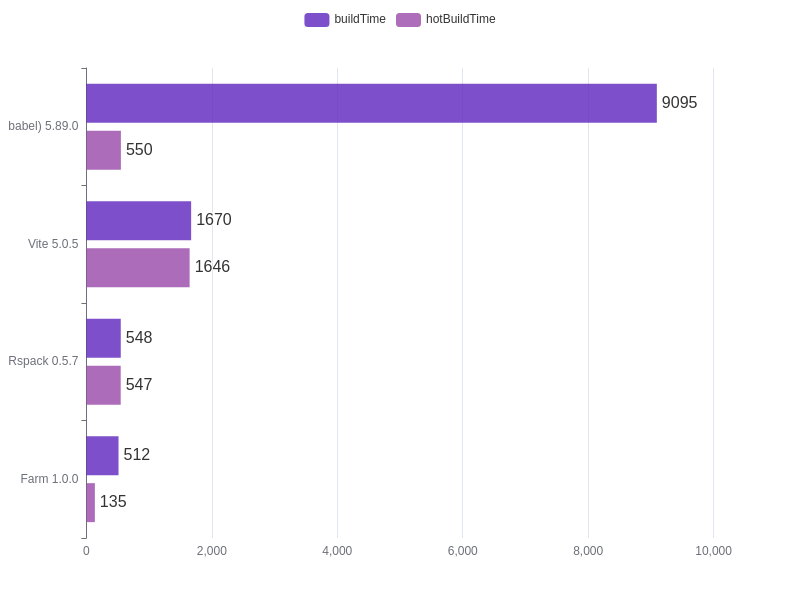 buildTime hotBuildTime
babel) 5.89.0
9095
550
Vite 5.0.5
1670
1646
Rspack 0.5.7
548
547
Farm 1.0.0
512
135
0 2,000 4,000 6,000 8,000 10,000